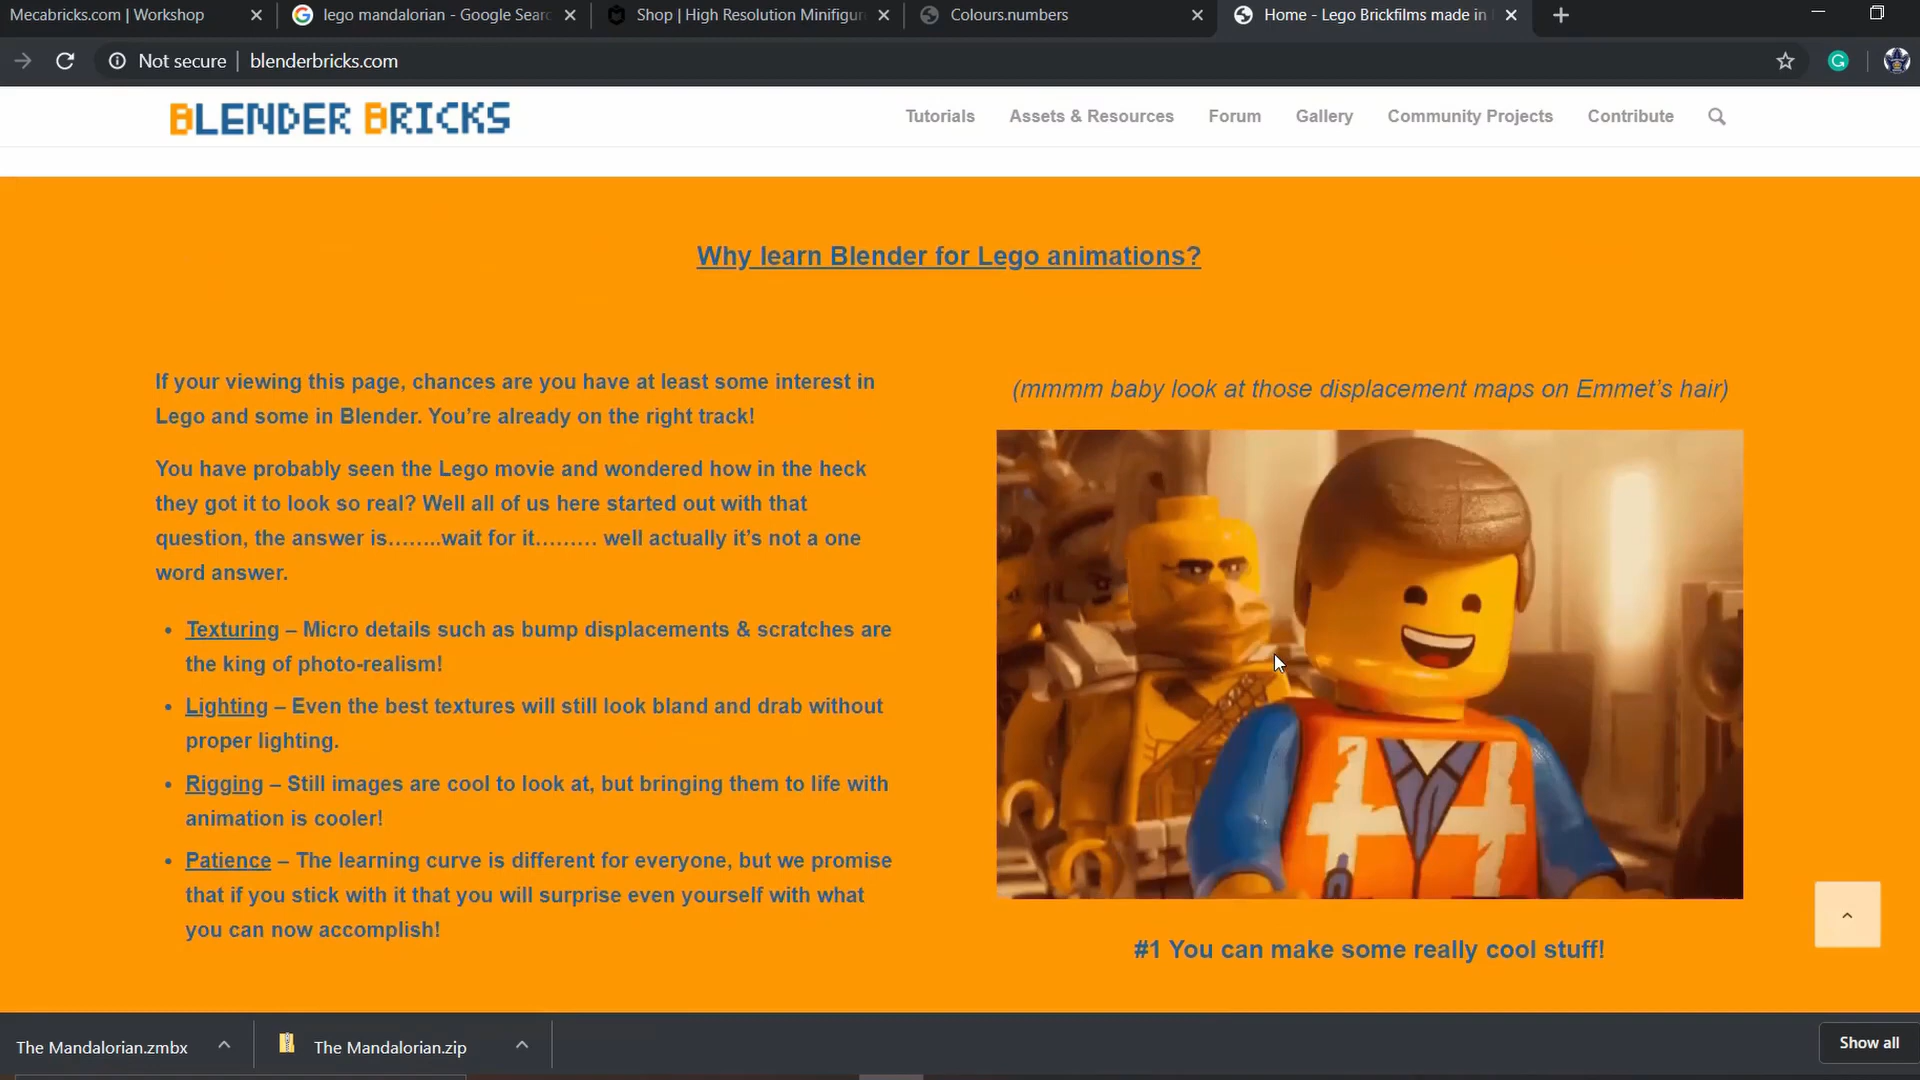 Mecabricks.com | Workshop
lego mandalorian - Google Searc
Shop | High Resolution Minifigur
Colours.numbers
Home - Lego Brickfilms made in
Not secure
blenderbricks.com
BLENDER BRICKS
Tutorials
Assets & Resources
Forum
Gallery
Community Projects
Contribute
Why learn Blender for Lego animations?
If your viewing this page, chances are you have at least some interest in
Lego and some in Blender. You’re already on the right track!
You have probably seen the Lego movie and wondered how in the heck
they got it to look so real? Well all of us here started out with that
question, the answer is……..wait for it……… well actually it’s not a one
word answer.
• Texturing – Micro details such as bump displacements & scratches are
the king of photo-realism!
• Lighting – Even the best textures will still look bland and drab without
proper lighting.
• Rigging – Still images are cool to look at, but bringing them to life with
animation is cooler!
• Patience – The learning curve is different for everyone, but we promise
that if you stick with it that you will surprise even yourself with what
you can now accomplish!
(mmmm baby look at those displacement maps on Emmet’s hair)
#1 You can make some really cool stuff!
The Mandalorian.zmbx
The Mandalorian.zip
Show all